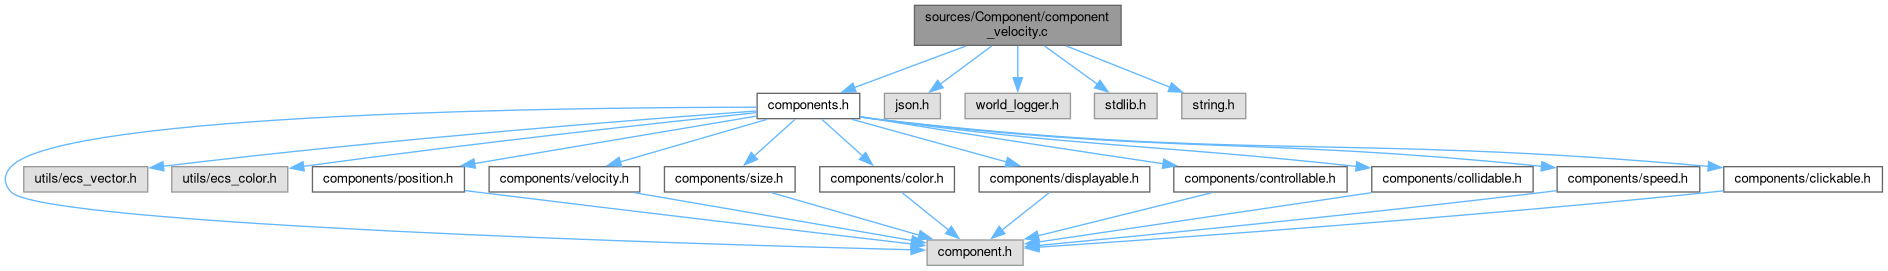 sources/Component/component
_velocity.c
components.h
json.h
world_logger.h
stdlib.h
string.h
utils/ecs_vector.h
utils/ecs_color.h
components/position.h
components/velocity.h
components/size.h
components/color.h
components/displayable.h
components/controllable.h
components/collidable.h
components/speed.h
components/clickable.h
component.h